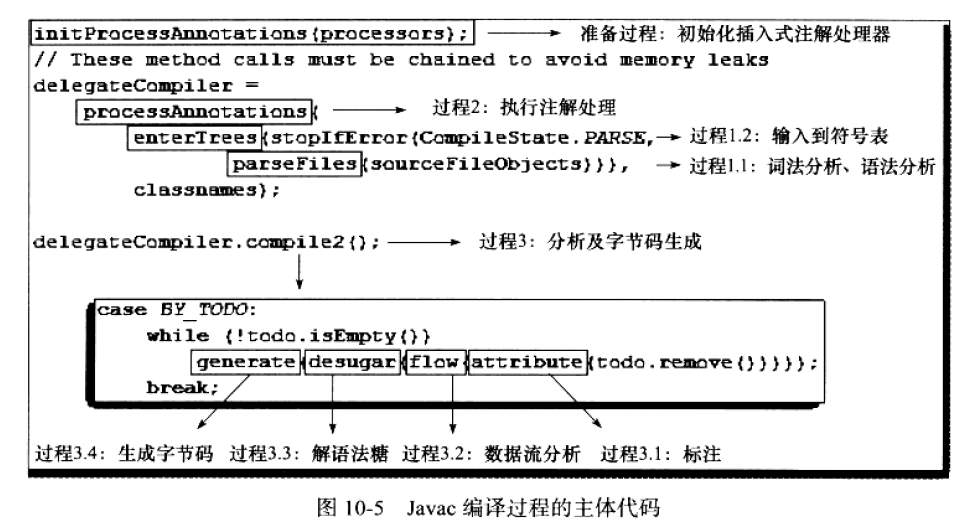 initProcessAnnotations(processors); 准备过程：初始化插入式注解处理器
// These method calls must be chained to avoid memory leaks
delegateCompiler =
processAnnotations( 过程2：执行注解处理
enterTrees(stopIfError(CompileState.PARSE, 过程1.2：输入到符号表
parseFiles(sourceFileObjects))), 过程1.1：词法分析、语法分析
classnames);
delegateCompiler.compile2(); 过程3：分析及字节码生成
case BY_TODO:
while (!todo.isEmpty())
generate(desugar(flow(attribute(todo.remove()))));
break;
过程3.4：生成字节码 过程3.3：解语法糖 过程3.2：数据流分析 过程3.1：标注
图 10-5 Javac 编译过程的主体代码